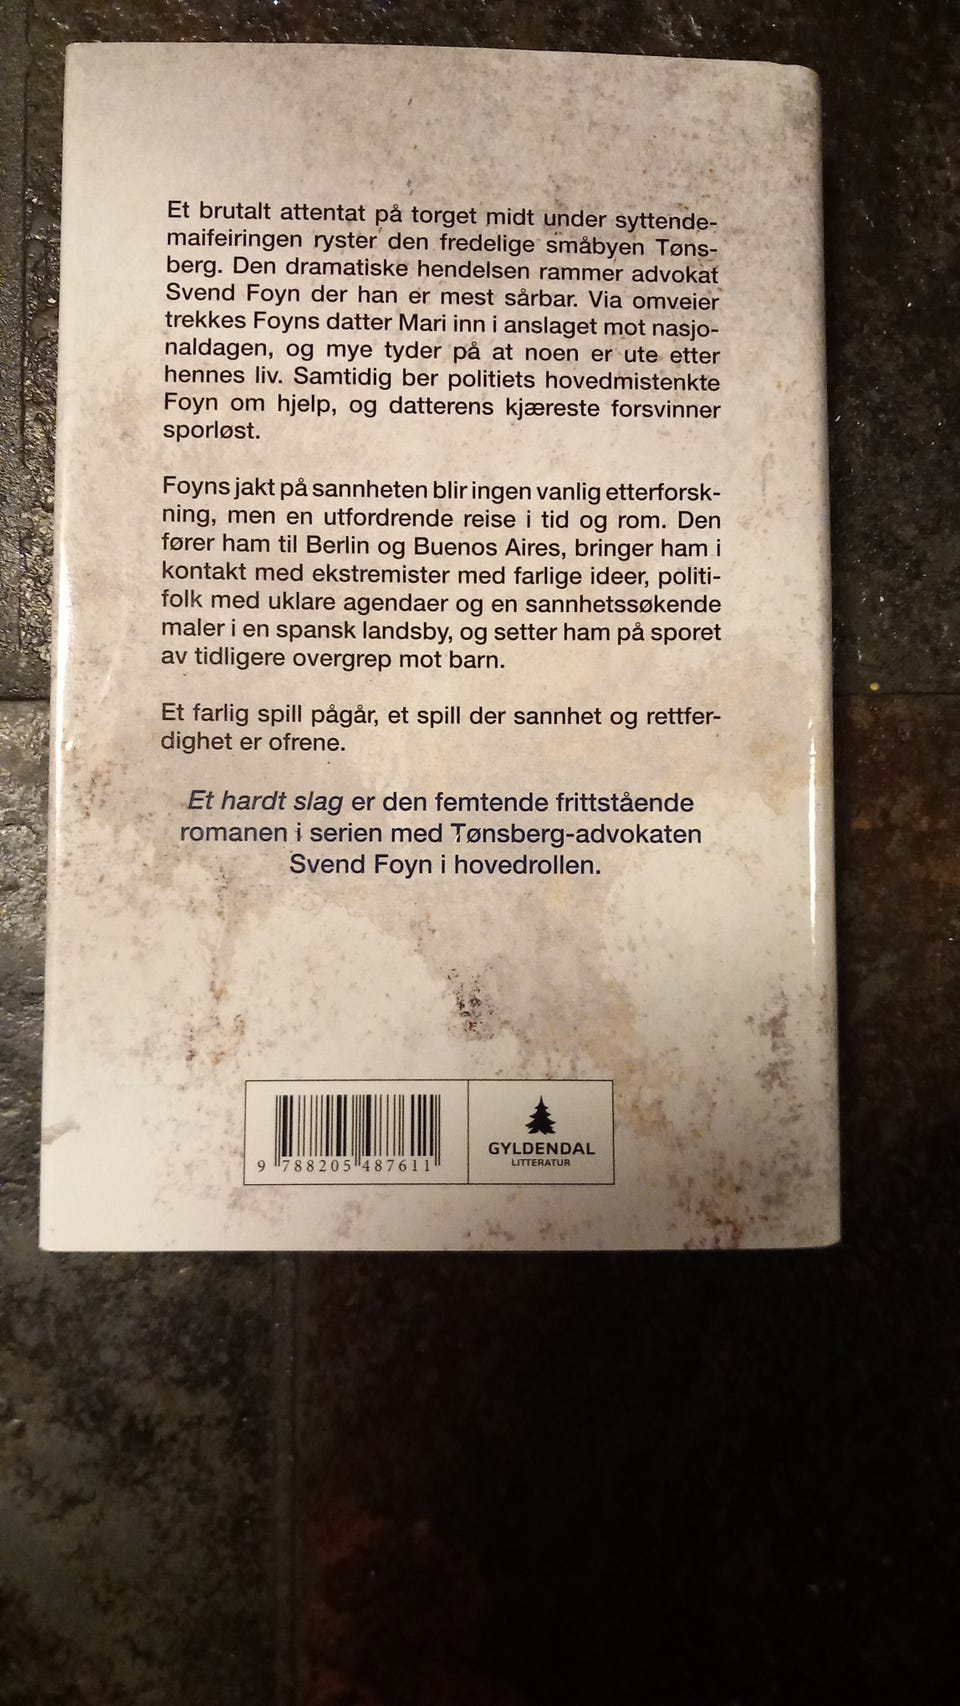 Et brutalt attentat på torget midt under syttende-
maifeiringen ryster den fredelige småbyen Tøns-
berg. Den dramatiske hendelsen rammer advokat
Svend Foyn der han er mest sårbar. Via omveier
trekkes Foyns datter Mari inn i anslaget mot nasjo-
naldagen, og mye tyder på at noen er ute etter
hennes liv. Samtidig ber politiets hovedmistenkte
Foyn om hjelp, og datterens kjæreste forsvinner
sporløst.
Foyns jakt på sannheten blir ingen vanlig etterforsk-
ning, men en utfordrende reise i tid og rom. Den
fører ham til Berlin og Buenos Aires, bringer ham i
kontakt med ekstremister med farlige ideer, politi-
folk med uklare agendaer og en sannhetssøkende
maler i en spansk landsby, og setter ham på sporet
av tidligere overgrep mot barn.
Et farlig spill pågår, et spill der sannhet og rettfer-
dighet er ofrene.
Et hardt slag er den femtende frittstående
romanen i serien med Tønsberg-advokaten
Svend Foyn i hovedrollen.
9 788205 487611
GYLDENDAL
LITTERATUR